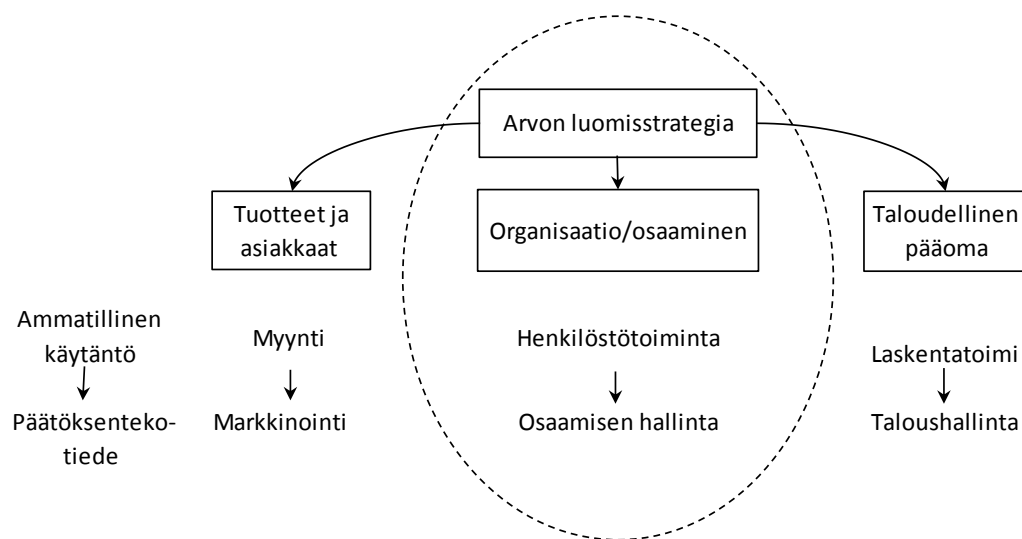 Arvon luomisstrategia
Tuotteet ja
asiakkaat
Organisaatio/osaaminen
Taloudellinen
pääoma
Ammatillinen
käytäntö
Myynti
Henkilöstötoiminta
Laskentatoimi
Päätöksenteko-
tiede
Markkinointi
Osaamisen hallinta
Taloushallinta